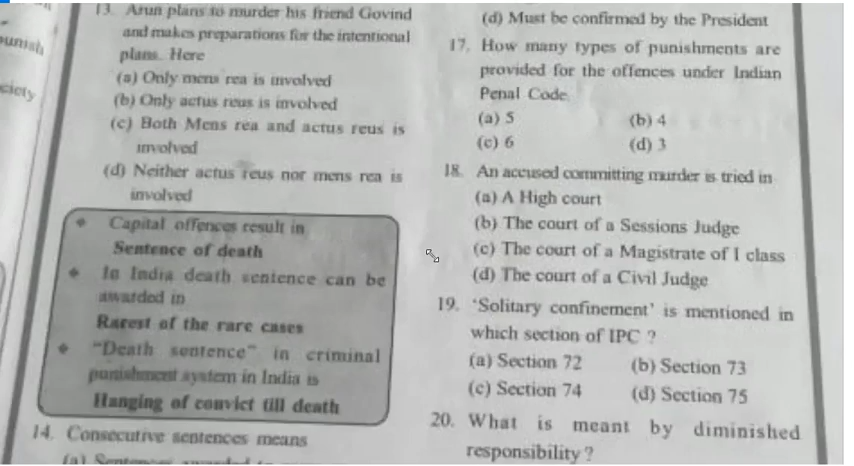 unish
ciety
13. Arun plans to murder his friend Govind
and makes preparations for the intentional
plans. Here
(a) Only mens rea is involved
(b) Only actus reus is involved
(c) Both Mens rea and actus reus is
involved
(d) Neither actus reus nor mens rea is
involved
Capital offences result in
Sentence of death
In India death sentence can be
awarded in
Rarest of the rare cases
"Death sentence" in criminal
punishment system in India is
Hanging of convict till death
14. Consecutive sentences means
(d) Must be confirmed by the President
17. How many types of punishments are
provided for the offences under Indian
Penal Code
(a) 5 (b) 4
(c) 6 (d) 3
18. An accused committing murder is tried in
(a) A High court
(b) The court of a Sessions Judge
(c) The court of a Magistrate of I class
(d) The court of a Civil Judge
19. 'Solitary confinement' is mentioned in
which section of IPC ?
(a) Section 72 (b) Section 73
(c) Section 74 (d) Section 75
20. What is meant by diminished
responsibility ?